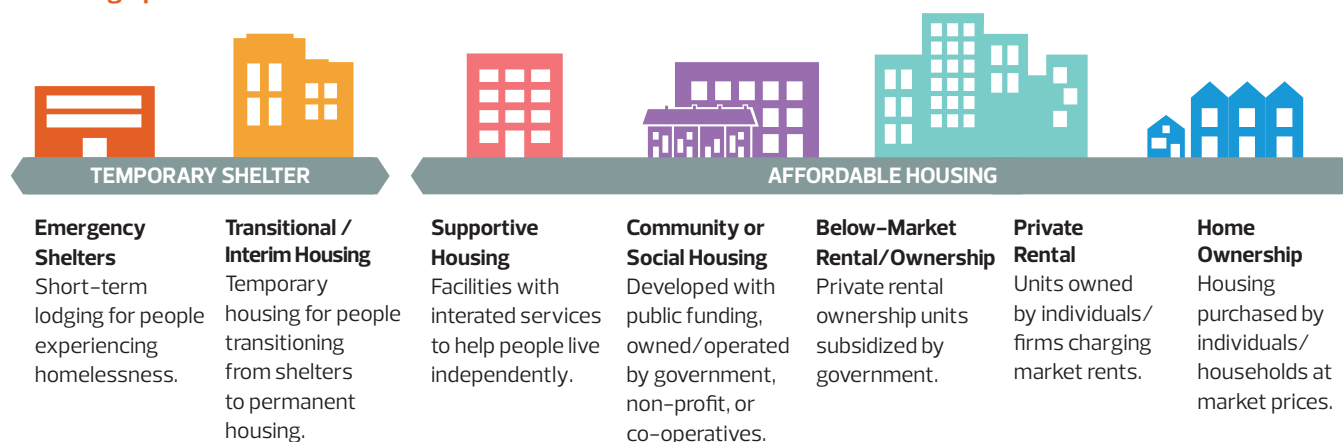 TEMPORARY SHELTER
AFFORDABLE HOUSING
Emergency
Shelters
Short-term
lodging for people
experiencing
homelessness.
Transitional /
Interim Housing
Temporary
housing for people
transitioning
from shelters
to permanent
housing.
Supportive
Housing
Facilities with
interated services
to help people live
independently.
Community or
Social Housing
Developed with
public funding,
owned/operated
by government,
non-profit, or
co-operatives.
Below-Market
Rental/Ownership
Private rental
ownership units
subsidized by
government.
Private
Rental
Units owned
by individuals/
firms charging
market rents.
Home
Ownership
Housing
purchased by
individuals/
households at
market prices.